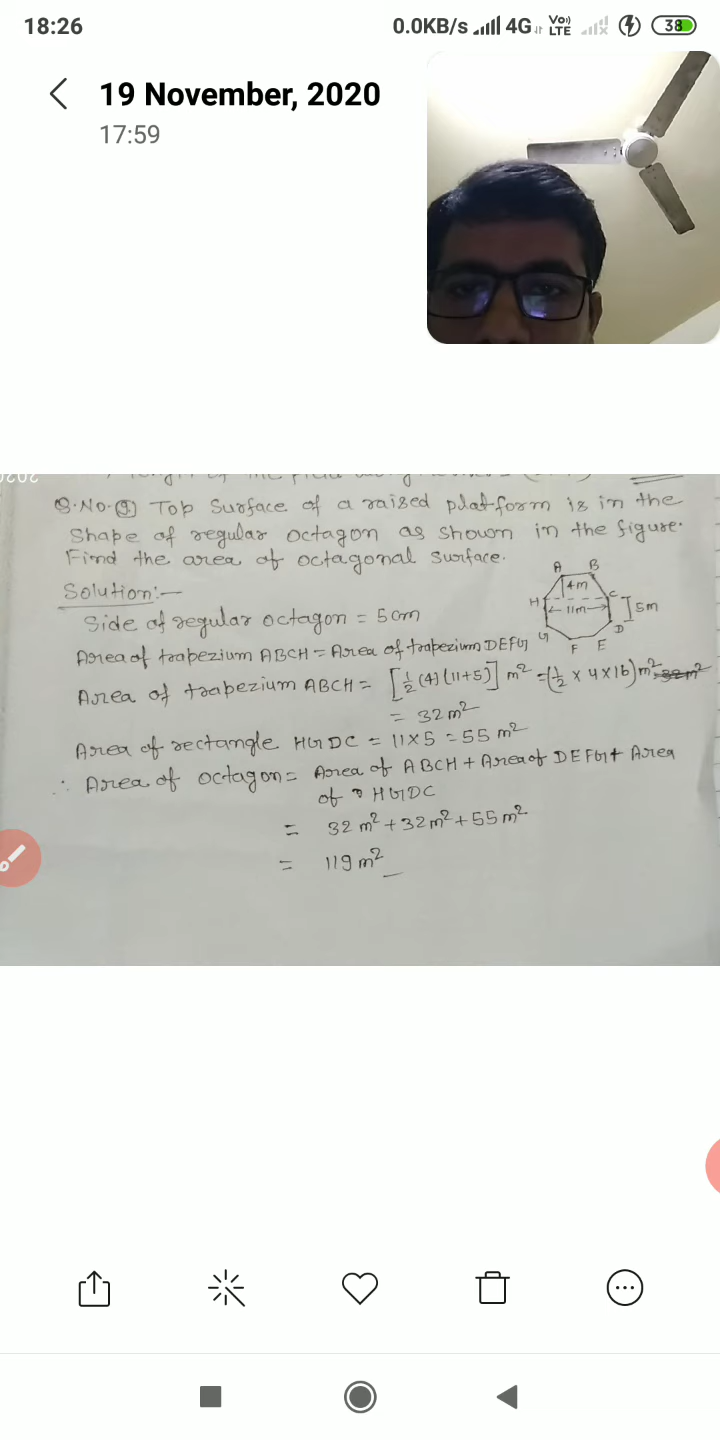 18:26
0.0KB/s 4G Vo)) LTE 38
19 November, 2020
17:59
Q.No.(9) Top Surface of a raised platform is in the
Shape of regular octagon as shown in the figure.
Find the area of octagonal surface.
A B
4m
H C
11m
5m
G D
F E
Solution:-
Side of regular octagon = 5cm
Area of trapezium ABCH = Area of trapezium DEFG
Area of trapezium ABCH = [1/2 (4) (11+5)] m² = (1/2 × 4 × 16) m² 32m²
= 32m²
Area of rectangle HGDC = 11×5 = 55 m²
∴ Area of octagon = Area of ABCH + Area of DEFG + Area
of HGDC
= 32 m² + 32 m² + 55 m²
= 119 m²